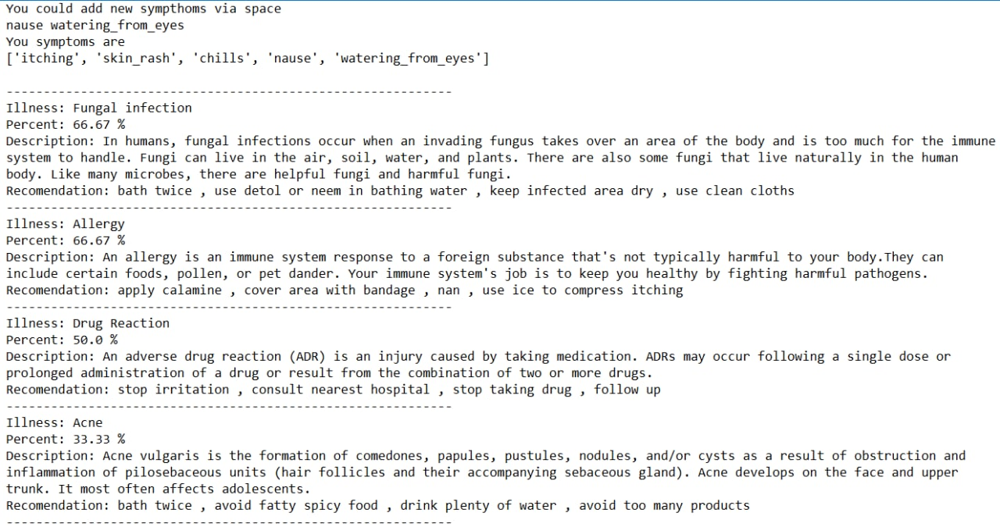 You could add new sympthoms via space
nause watering_from_eyes
You symptoms are
['itching', 'skin_rash', 'chills', 'nause', 'watering_from_eyes']
------------------------------------------------------------
Illness: Fungal infection
Percent: 66.67 %
Description: In humans, fungal infections occur when an invading fungus takes over an area of the body and is too much for the immune
system to handle. Fungi can live in the air, soil, water, and plants. There are also some fungi that live naturally in the human
body. Like many microbes, there are helpful fungi and harmful fungi.
Recomendation: bath twice , use detol or neem in bathing water , keep infected area dry , use clean cloths
------------------------------------------------------------
Illness: Allergy
Percent: 66.67 %
Description: An allergy is an immune system response to a foreign substance that's not typically harmful to your body.They can
include certain foods, pollen, or pet dander. Your immune system's job is to keep you healthy by fighting harmful pathogens.
Recomendation: apply calamine , cover area with bandage , nan , use ice to compress itching
------------------------------------------------------------
Illness: Drug Reaction
Percent: 50.0 %
Description: An adverse drug reaction (ADR) is an injury caused by taking medication. ADRs may occur following a single dose or
prolonged administration of a drug or result from the combination of two or more drugs.
Recomendation: stop irritation , consult nearest hospital , stop taking drug , follow up
------------------------------------------------------------
Illness: Acne
Percent: 33.33 %
Description: Acne vulgaris is the formation of comedones, papules, pustules, nodules, and/or cysts as a result of obstruction and
inflammation of pilosebaceous units (hair follicles and their accompanying sebaceous gland). Acne develops on the face and upper
trunk. It most often affects adolescents.
Recomendation: bath twice , avoid fatty spicy food , drink plenty of water , avoid too many products
------------------------------------------------------------